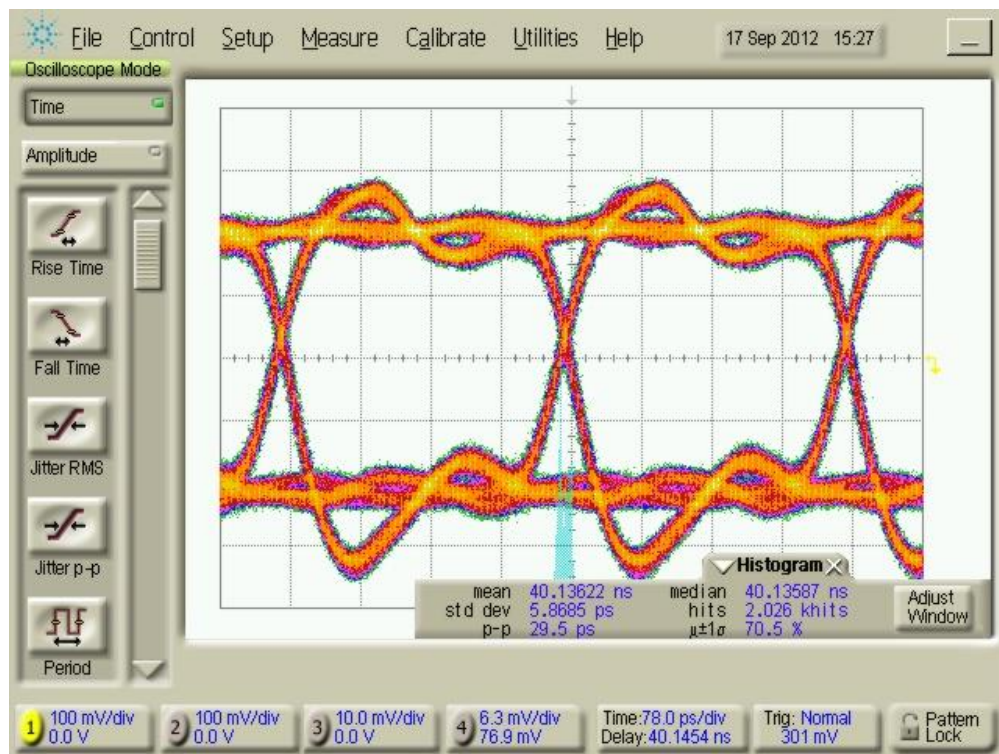 File Control Setup Measure Calibrate Utilities Help 17 Sep 2012 15:27
Oscilloscope Mode
Time
Amplitude
Rise Time
Fall Time
Jitter RMS
Jitter p-p
Period
Histogram
mean 40.13622 ns median 40.13587 ns
std dev 5.8685 ps hits 2.026 khits
p-p 29.5 ps µ±1σ 70.5 %
Adjust
Window
1 100 mV/div
0.0 V
2 100 mV/div
0.0 V
3 10.0 mV/div
0.0 V
4 6.3 mV/div
76.9 mV
Time:78.0 ps/div
Delay:40.1454 ns
Trig: Normal
301 mV
Pattern
Lock